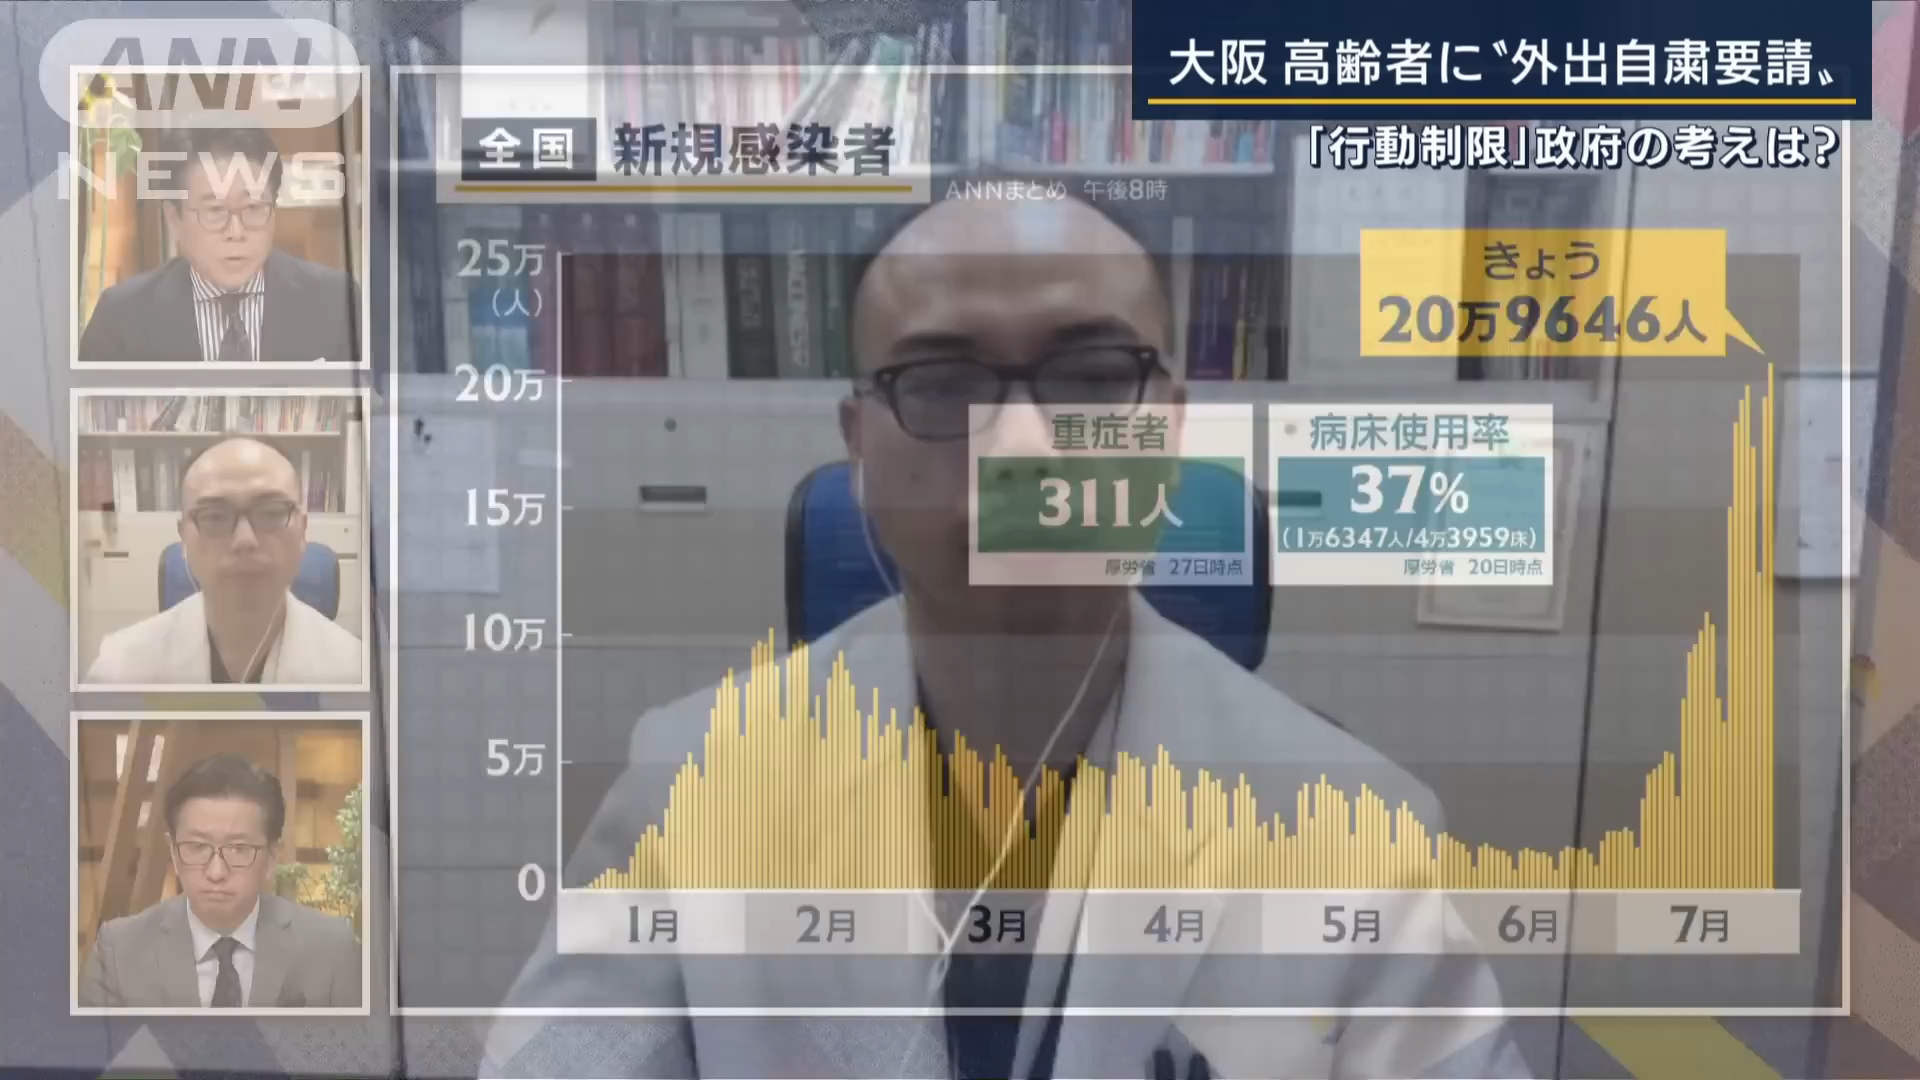 ANN
NEWS
大阪 高齢者に〝外出自粛要請〟
「行動制限」政府の考えは?
全国 新規感染者
ANNまとめ 午後8時
25万
(人)
20万
15万
10万
5万
0
きょう
20万9646人
重症者
311人
厚労省 27日時点
病床使用率
37%
(1万6347人/4万3959床)
厚労省 20日時点
1月 2月 3月 4月 5月 6月 7月